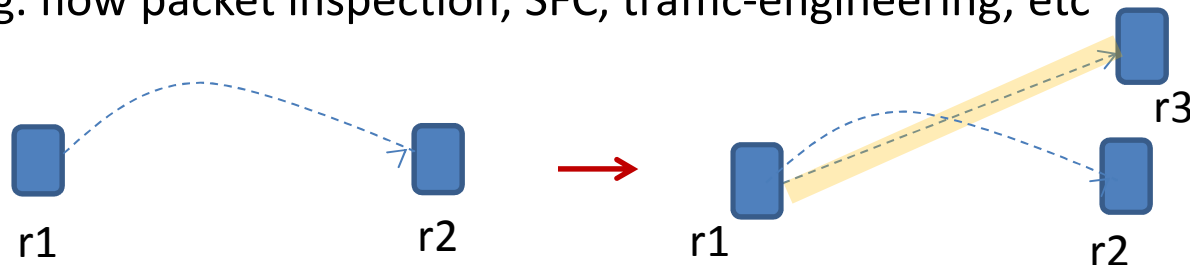 g. flow packet inspection, SFC, traffic-engineering, etc
r3
r1
r2
r1
r2